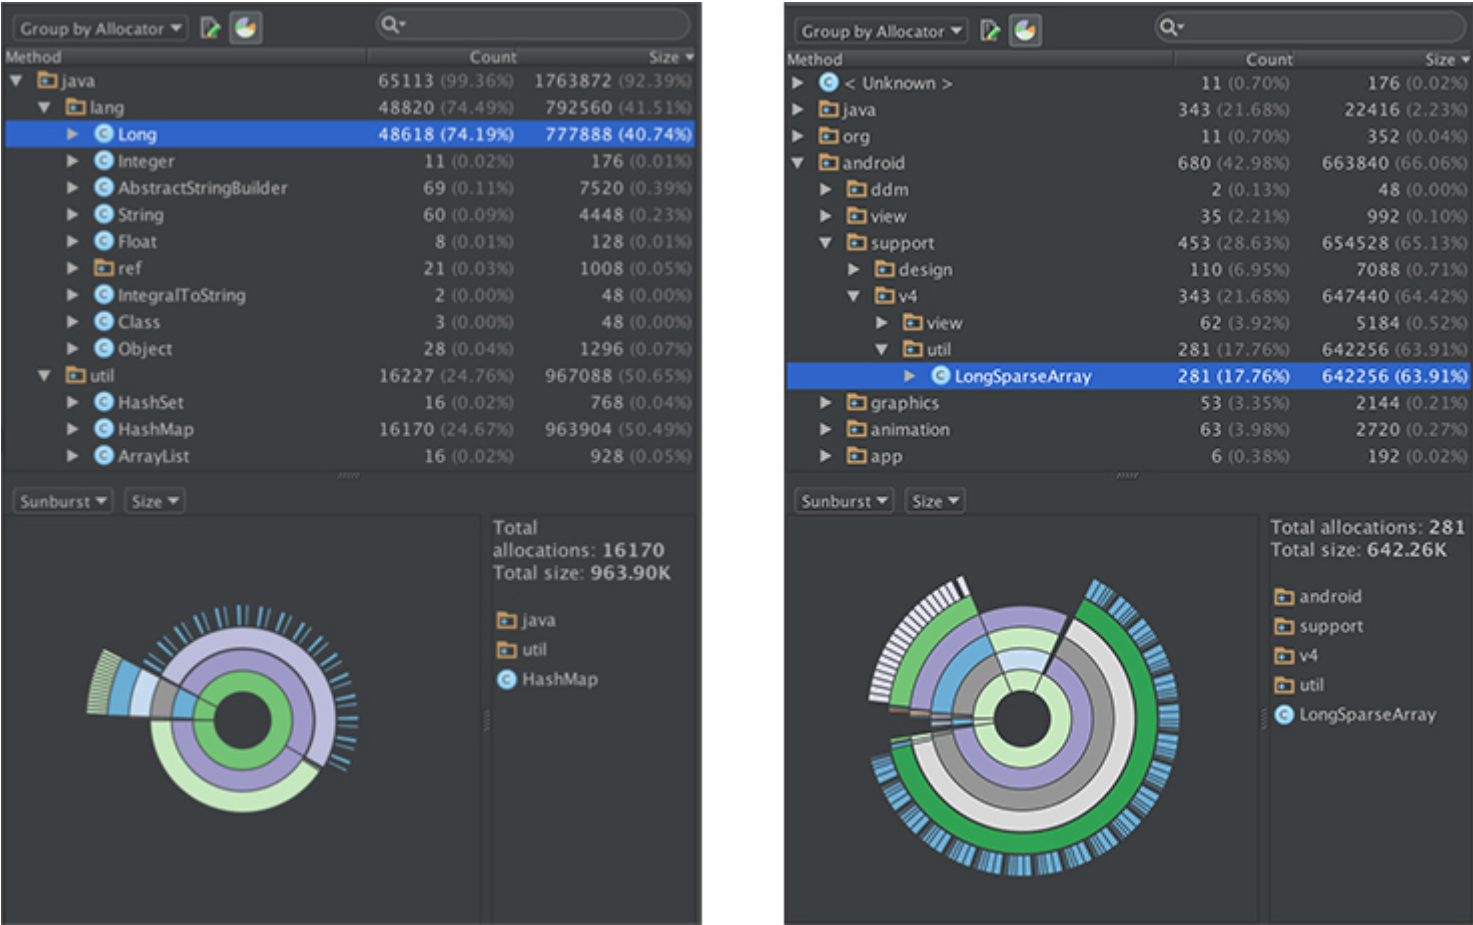 Group by Allocator
Method Count Size
java 65113 (99.36%) 1763872 (92.39%)
lang 48820 (74.49%) 792560 (41.51%)
Long 48618 (74.19%) 777888 (40.74%)
Integer 11 (0.02%) 176 (0.01%)
AbstractStringBuilder 69 (0.11%) 7520 (0.39%)
String 60 (0.09%) 4448 (0.23%)
Float 8 (0.01%) 128 (0.01%)
ref 21 (0.03%) 1008 (0.05%)
IntegralToString 2 (0.00%) 48 (0.00%)
Class 3 (0.00%) 48 (0.00%)
Object 28 (0.04%) 1296 (0.07%)
util 16227 (24.76%) 967088 (50.65%)
HashSet 16 (0.02%) 768 (0.04%)
HashMap 16170 (24.67%) 963904 (50.49%)
ArrayList 16 (0.02%) 928 (0.05%)
Sunburst Size
Total
allocations: 16170
Total size: 963.90K
java
util
HashMap
Group by Allocator
Method Count Size
< Unknown > 11 (0.70%) 176 (0.02%)
java 343 (21.68%) 22416 (2.23%)
org 11 (0.70%) 352 (0.04%)
android 680 (42.98%) 663840 (66.06%)
ddm 2 (0.13%) 48 (0.00%)
view 35 (2.21%) 992 (0.10%)
support 453 (28.63%) 654528 (65.13%)
design 110 (6.95%) 7088 (0.71%)
v4 343 (21.68%) 647440 (64.42%)
view 62 (3.92%) 5184 (0.52%)
util 281 (17.76%) 642256 (63.91%)
LongSparseArray 281 (17.76%) 642256 (63.91%)
graphics 53 (3.35%) 2144 (0.21%)
animation 63 (3.98%) 2720 (0.27%)
app 6 (0.38%) 192 (0.02%)
Sunburst Size
Total allocations: 281
Total size: 642.26K
android
support
v4
util
LongSparseArray